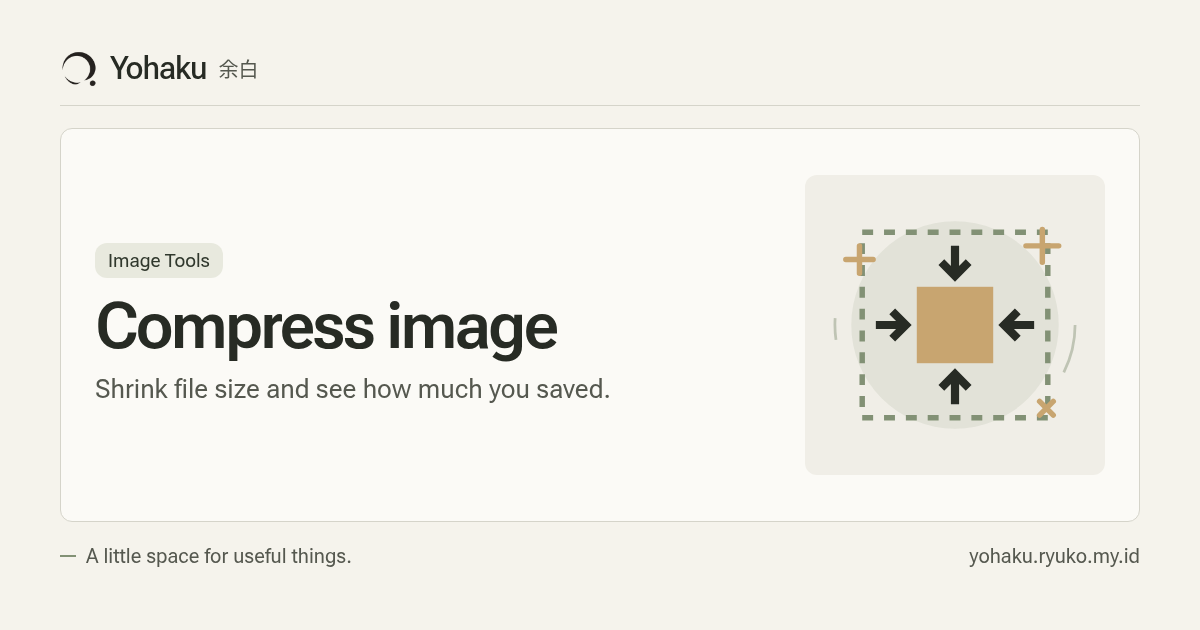 Yohaku 余白
Image Tools
Compress image
Shrink file size and see how much you saved.
— A little space for useful things.
yohaku.ryuko.my.id